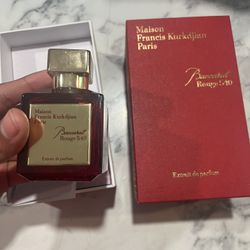 Maison
Francis Kurkdjian
Paris
Baccarat
Rouge 540
Extrait de parfum
Maison
Francis Kurkdjian
Paris
Baccarat
Rouge 540
Extrait de parfum